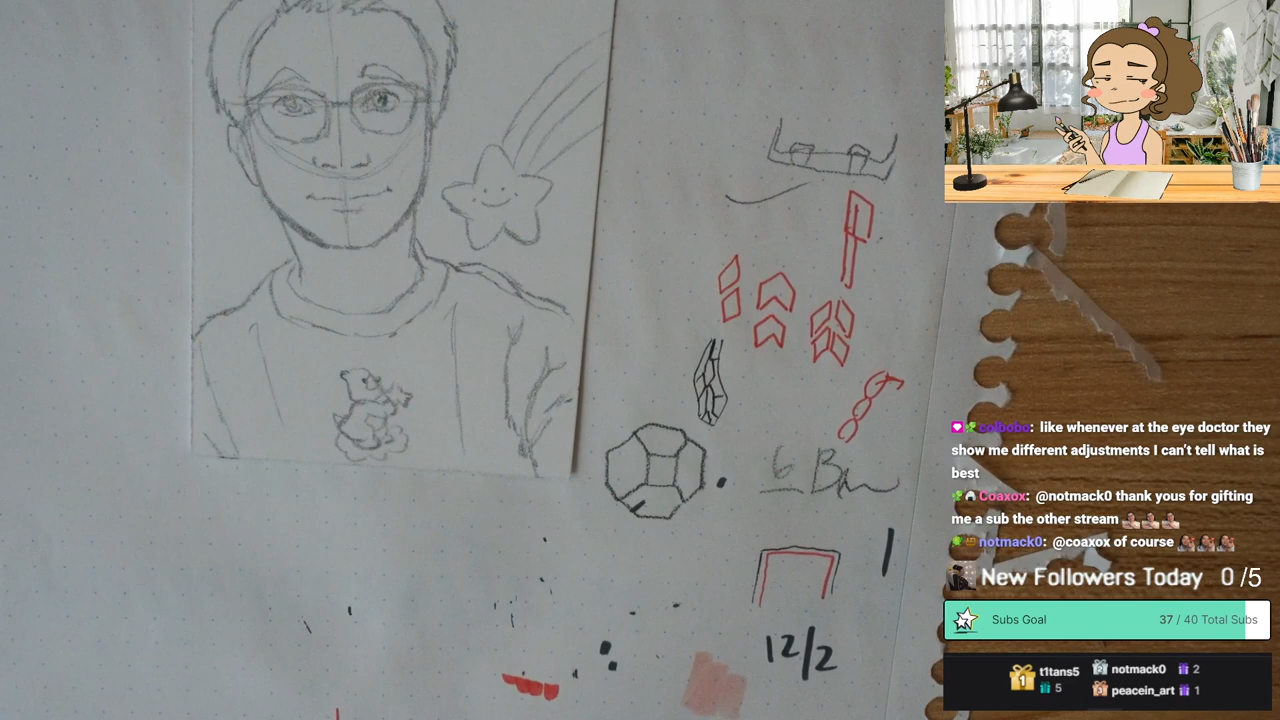 12/2
colbobo: like whenever at the eye doctor they
show me different adjustments I can't tell what is
best
Coaxox: @notmack0 thank yous for gifting
me a sub the other stream
notmack0: @coaxox of course
New Followers Today 0 /5
Subs Goal 37 / 40 Total Subs
1 t1tans5 5
notmack0 2
peacein_art 1